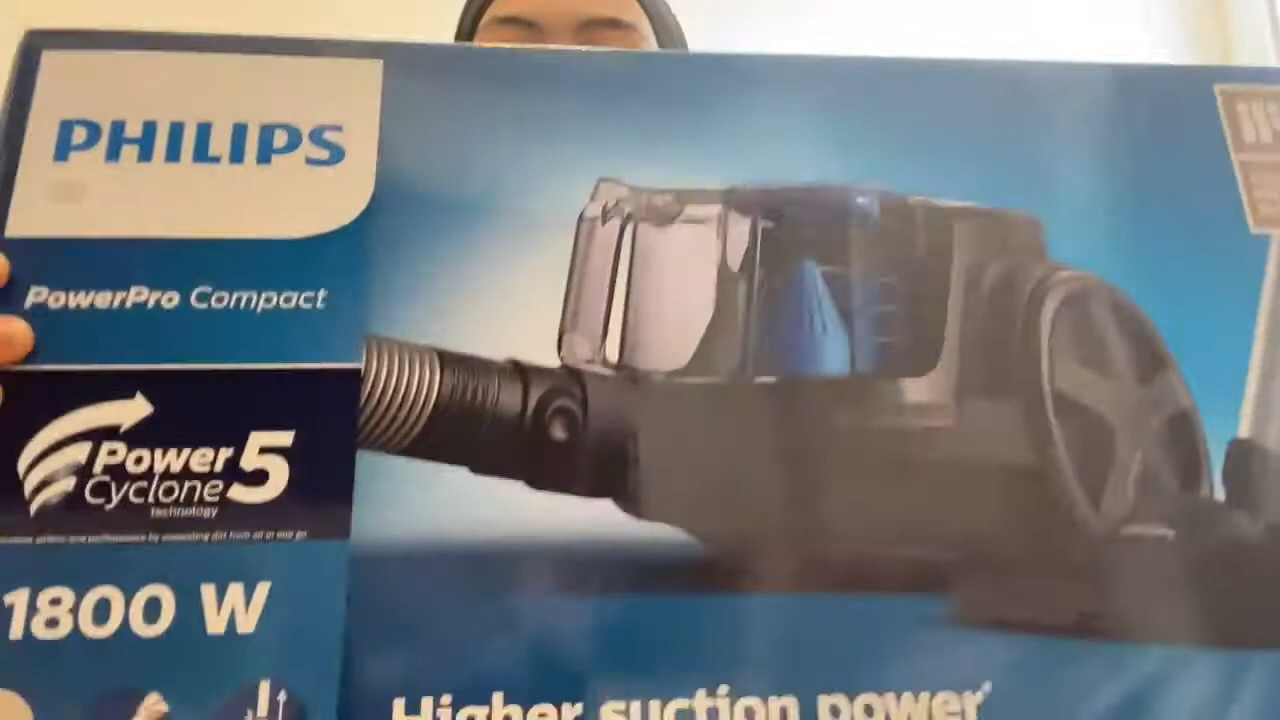 PHILIPS
PowerPro Compact
Power
Cyclone 5
technology
1800 W
Higher suction power*